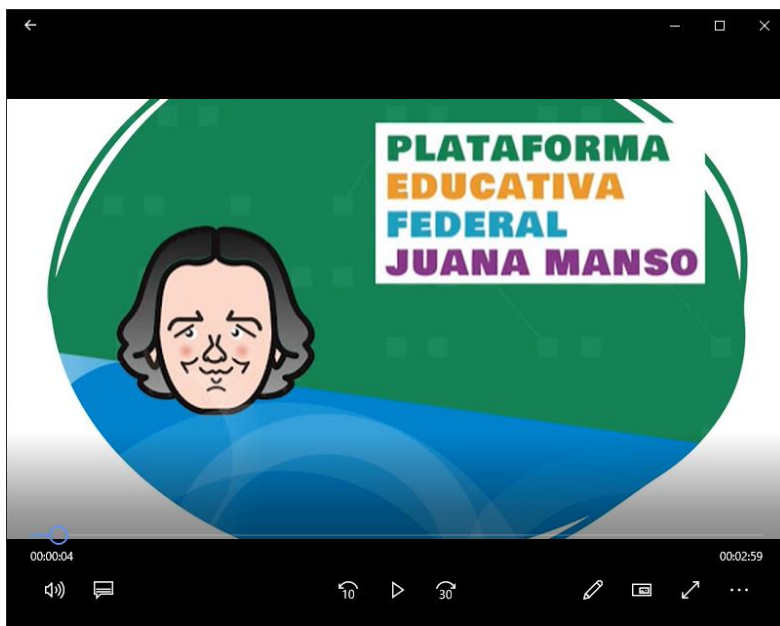 PLATAFORMA
EDUCATIVA
FEDERAL
JUANA MANSO
00:00:04
00:02:59
10
30